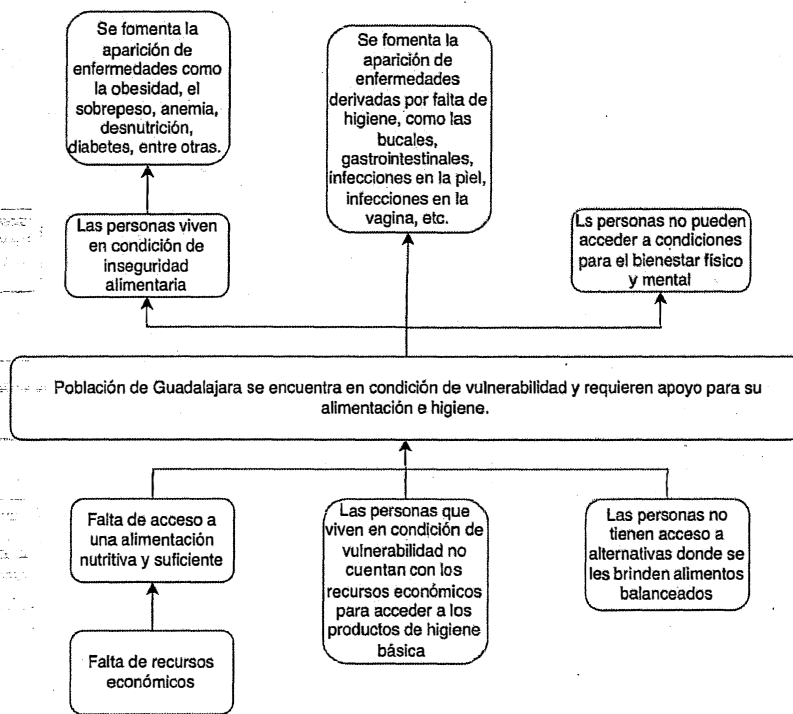 Se fomenta la
aparición de
enfermedades como
la obesidad, el
sobrepeso, anemia,
desnutrición,
diabetes, entre otras.
Se fomenta la
aparición de
enfermedades
derivadas por falta de
higiene, como las
bucales,
gastrointestinales,
infecciones en la piel,
infecciones en la
vagina, etc.
Las personas viven
en condición de
inseguridad
alimentaria
Ls personas no pueden
acceder a condiciones
para el bienestar físico
y mental
Población de Guadalajara se encuentra en condición de vulnerabilidad y requieren apoyo para su
alimentación e higiene.
Falta de acceso a
una alimentación
nutritiva y suficiente
Las personas que
viven en condición de
vulnerabilidad no
cuentan con los
recursos económicos
para acceder a los
productos de higiene
básica
Las personas no
tienen acceso a
alternativas donde se
les brinden alimentos
balanceados
Falta de recursos
económicos